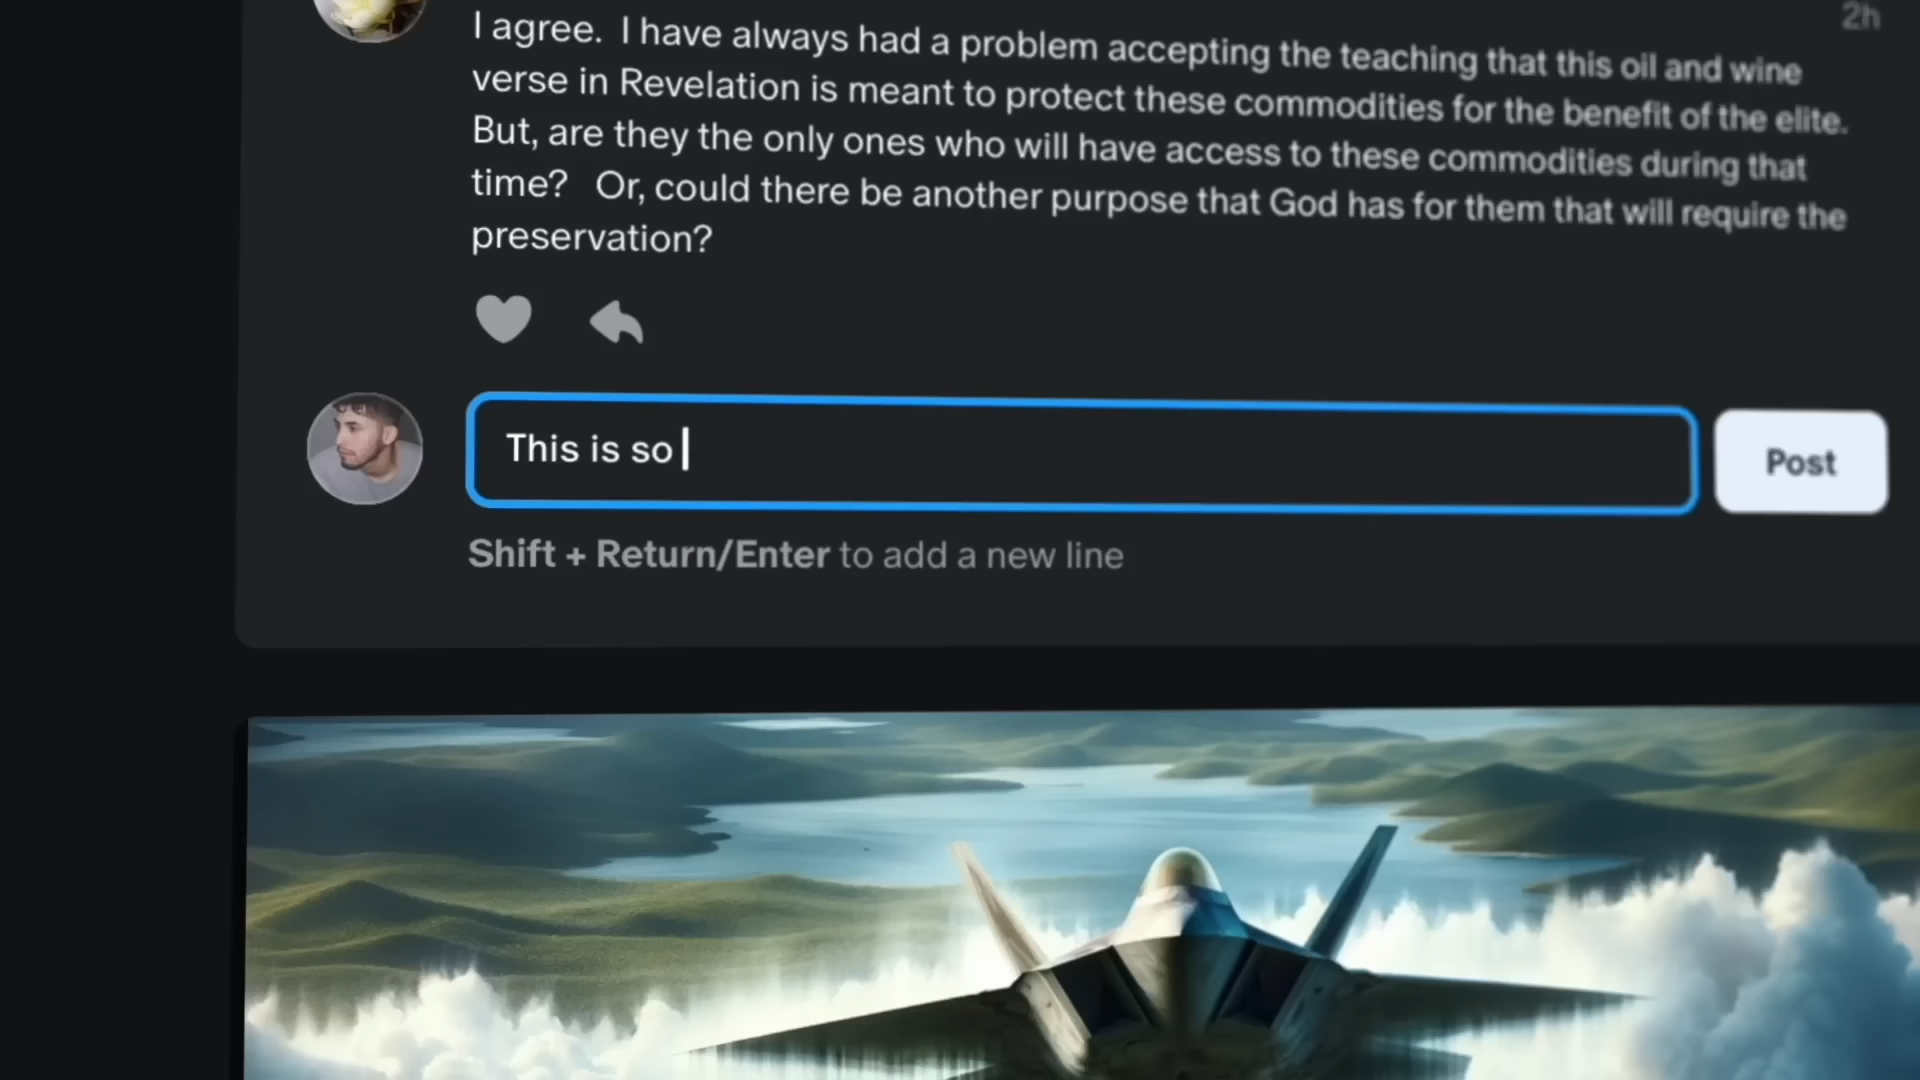 2h
I agree.  I have always had a problem accepting the teaching that this oil and wine
verse in Revelation is meant to protect these commodities for the benefit of the elite.
But, are they the only ones who will have access to these commodities during that
time?   Or, could there be another purpose that God has for them that will require the
preservation?
This is so
Post
Shift + Return/Enter to add a new line